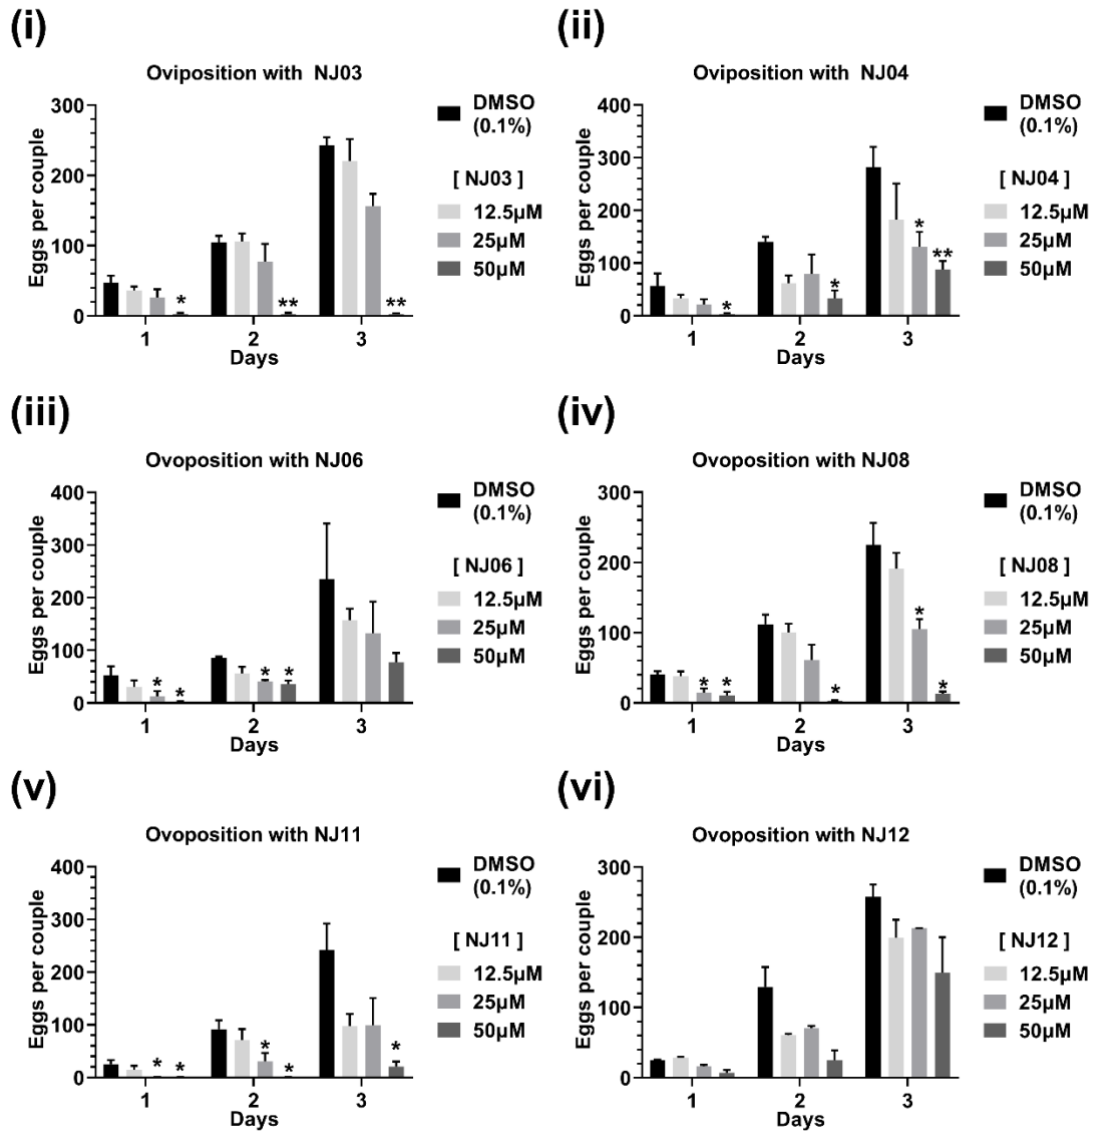 (i)
Oviposition with NJ03
Eggs per couple
300
200
100
0
* ** **
1 2 3
Days
DMSO
(0.1%)
[ NJ03 ]
12.5µM
25µM
50µM
(ii)
Oviposition with NJ04
Eggs per couple
400
300
200
100
0
* * * **
1 2 3
Days
DMSO
(0.1%)
[ NJ04 ]
12.5µM
25µM
50µM
(iii)
Ovoposition with NJ06
Eggs per couple
400
300
200
100
0
* * * *
1 2 3
Days
DMSO
(0.1%)
[ NJ06 ]
12.5µM
25µM
50µM
(iv)
Ovoposition with NJ08
Eggs per couple
300
200
100
0
* * * * *
1 2 3
Days
DMSO
(0.1%)
[ NJ08 ]
12.5µM
25µM
50µM
(v)
Ovoposition with NJ11
Eggs per couple
400
300
200
100
0
* * * * *
1 2 3
Days
DMSO
(0.1%)
[ NJ11 ]
12.5µM
25µM
50µM
(vi)
Ovoposition with NJ12
Eggs per couple
300
200
100
0
1 2 3
Days
DMSO
(0.1%)
[ NJ12 ]
12.5µM
25µM
50µM